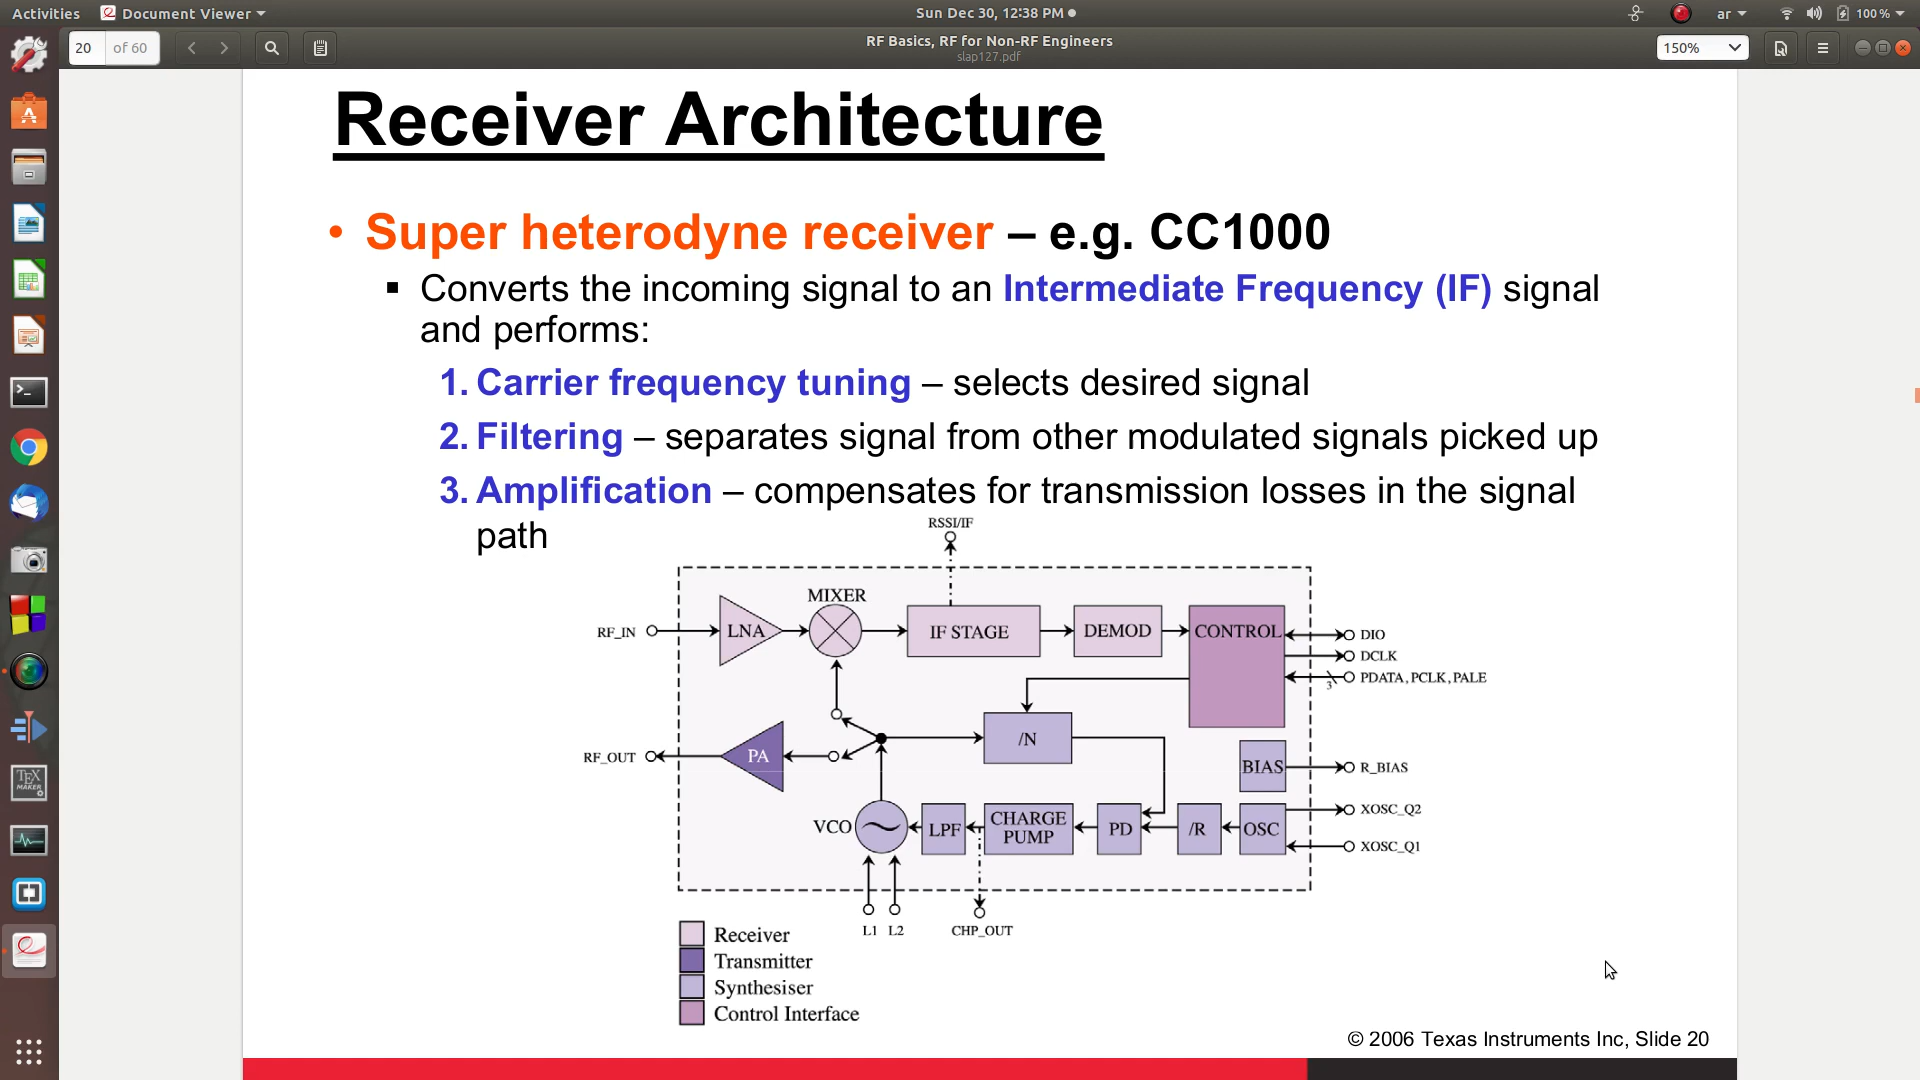 Activities
Document Viewer
Sun Dec 30, 12:38 PM
ar
100 %
20
of 60
RF Basics, RF for Non-RF Engineers
slap127.pdf
150%
Receiver Architecture
• Super heterodyne receiver – e.g. CC1000
▪ Converts the incoming signal to an Intermediate Frequency (IF) signal
and performs:
1. Carrier frequency tuning – selects desired signal
2. Filtering – separates signal from other modulated signals picked up
3. Amplification – compensates for transmission losses in the signal
path
RSSI/IF
MIXER
RF_IN
LNA
IF STAGE
DEMOD
CONTROL
DIO
DCLK
3
PDATA, PCLK, PALE
/N
RF_OUT
PA
BIAS
R_BIAS
VCO
LPF
CHARGE
PUMP
PD
/R
OSC
XOSC_Q2
XOSC_Q1
L1
L2
CHP_OUT
Receiver
Transmitter
Synthesiser
Control Interface
© 2006 Texas Instruments Inc, Slide 20
TEX
MAKER